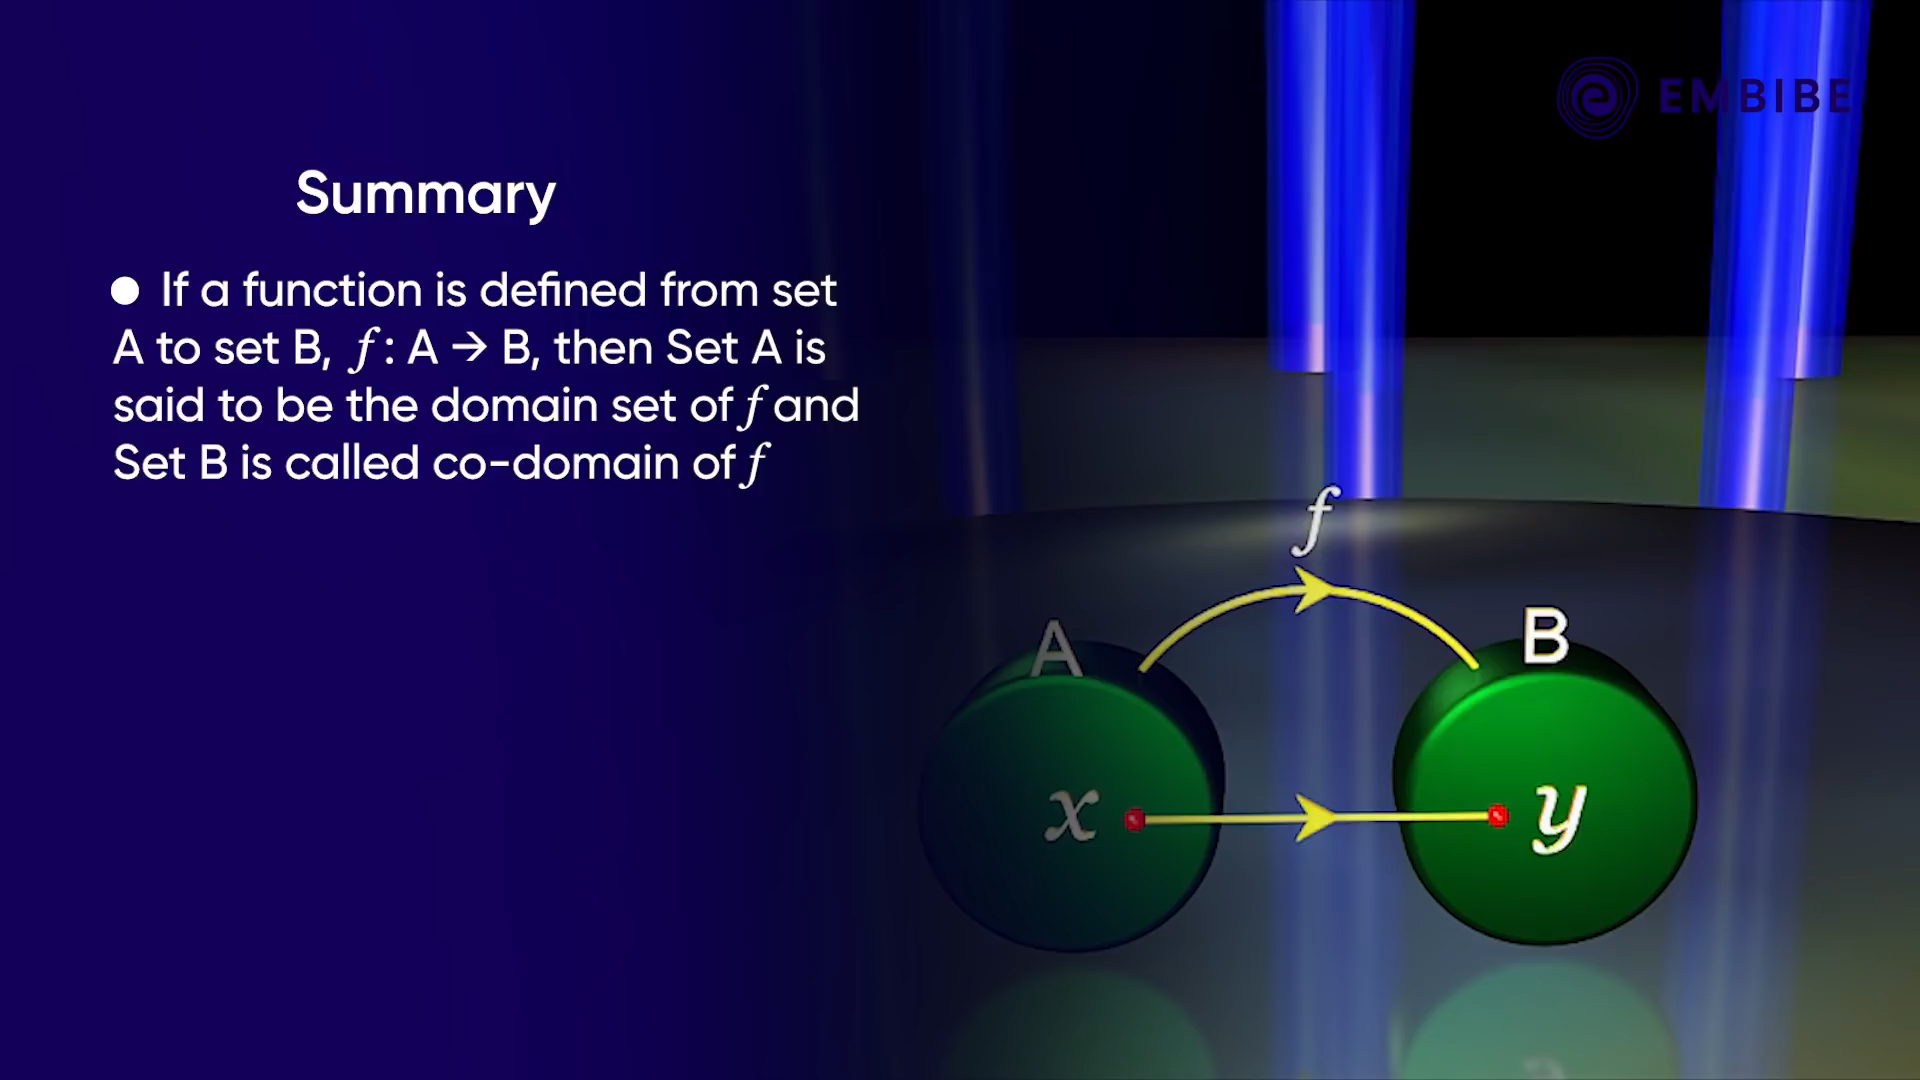 EMBIBE
Summary
● If a function is defined from set
A to set B, f : A → B, then Set A is
said to be the domain set of f and
Set B is called co-domain of f
f
A
B
x
y